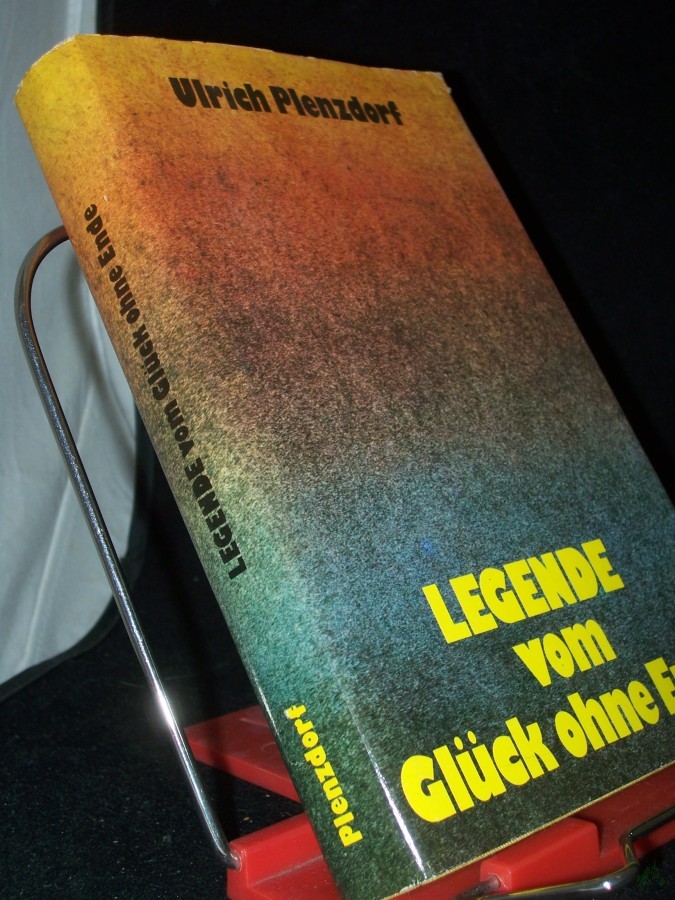 Ulrich Plenzdorf
LEGENDE
vom
Glück ohne E
LEGENDE vom Glück ohne Ende
Plenzdorf